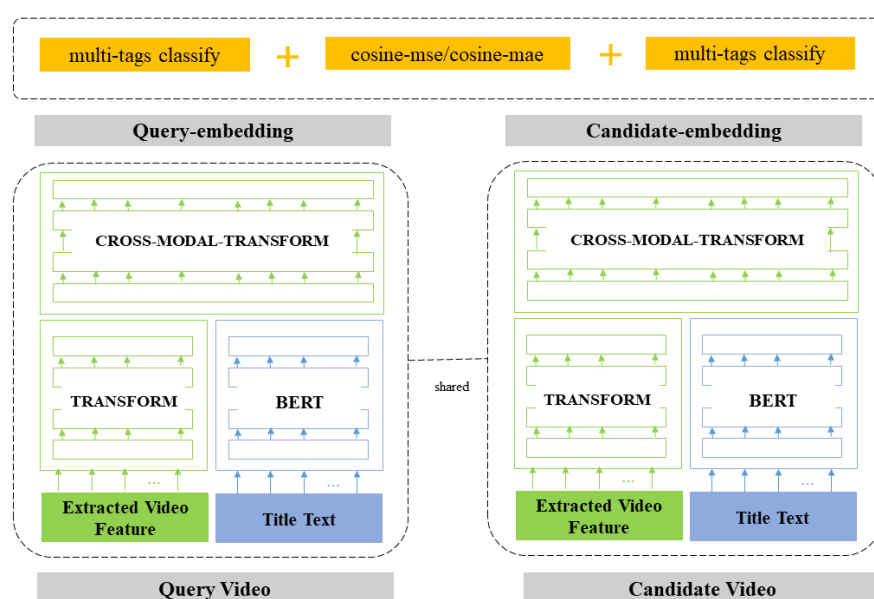 multi-tags classify + cosine-mse/cosine-mae + multi-tags classify
Query-embedding
Candidate-embedding
CROSS-MODAL-TRANSFORM
CROSS-MODAL-TRANSFORM
TRANSFORM
BERT
shared
TRANSFORM
BERT
...
...
...
...
Extracted Video
Feature
Title Text
Extracted Video
Feature
Title Text
Query Video
Candidate Video